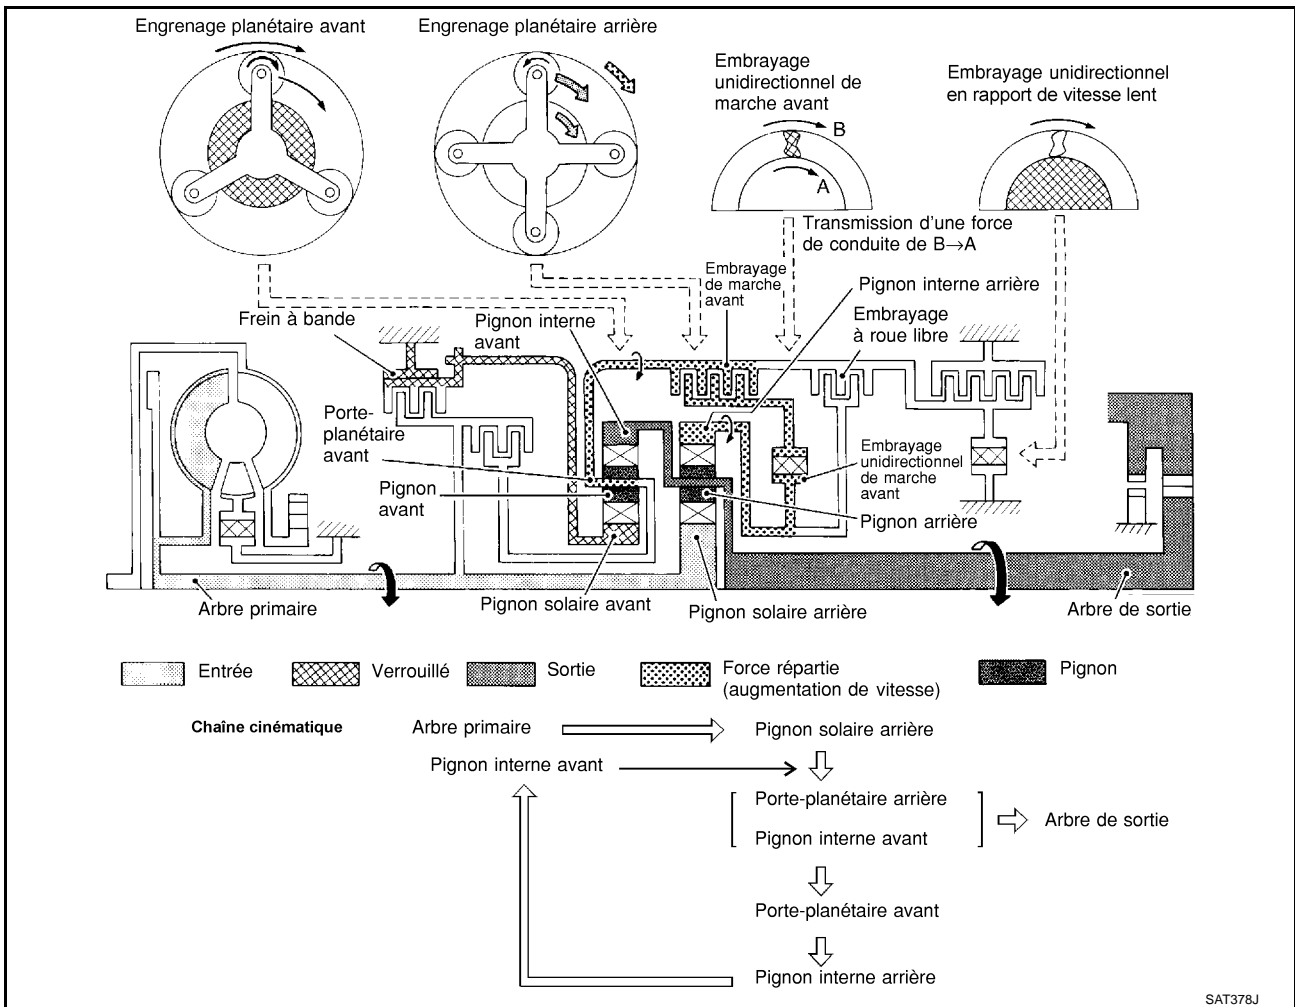 Engrenage planétaire avant
Engrenage planétaire arrière
Embrayage
unidirectionnel de
marche avant
Embrayage unidirectionnel
en rapport de vitesse lent
B
A
Transmission d'une force
de conduite de B→A
Embrayage
de marche
avant
Pignon interne arrière
Frein à bande
Pignon interne
avant
Embrayage
à roue libre
Porte-
planétaire
avant
Pignon
avant
Embrayage
unidirectionnel
de marche
avant
Pignon arrière
Arbre primaire
Pignon solaire avant
Pignon solaire arrière
Arbre de sortie
Entrée
Verrouillé
Sortie
Force répartie
(augmentation de vitesse)
Pignon
Chaîne cinématique
Arbre primaire
Pignon solaire arrière
Pignon interne avant
Porte-planétaire arrière
Pignon interne avant
Arbre de sortie
Porte-planétaire avant
Pignon interne arrière
SAT378J